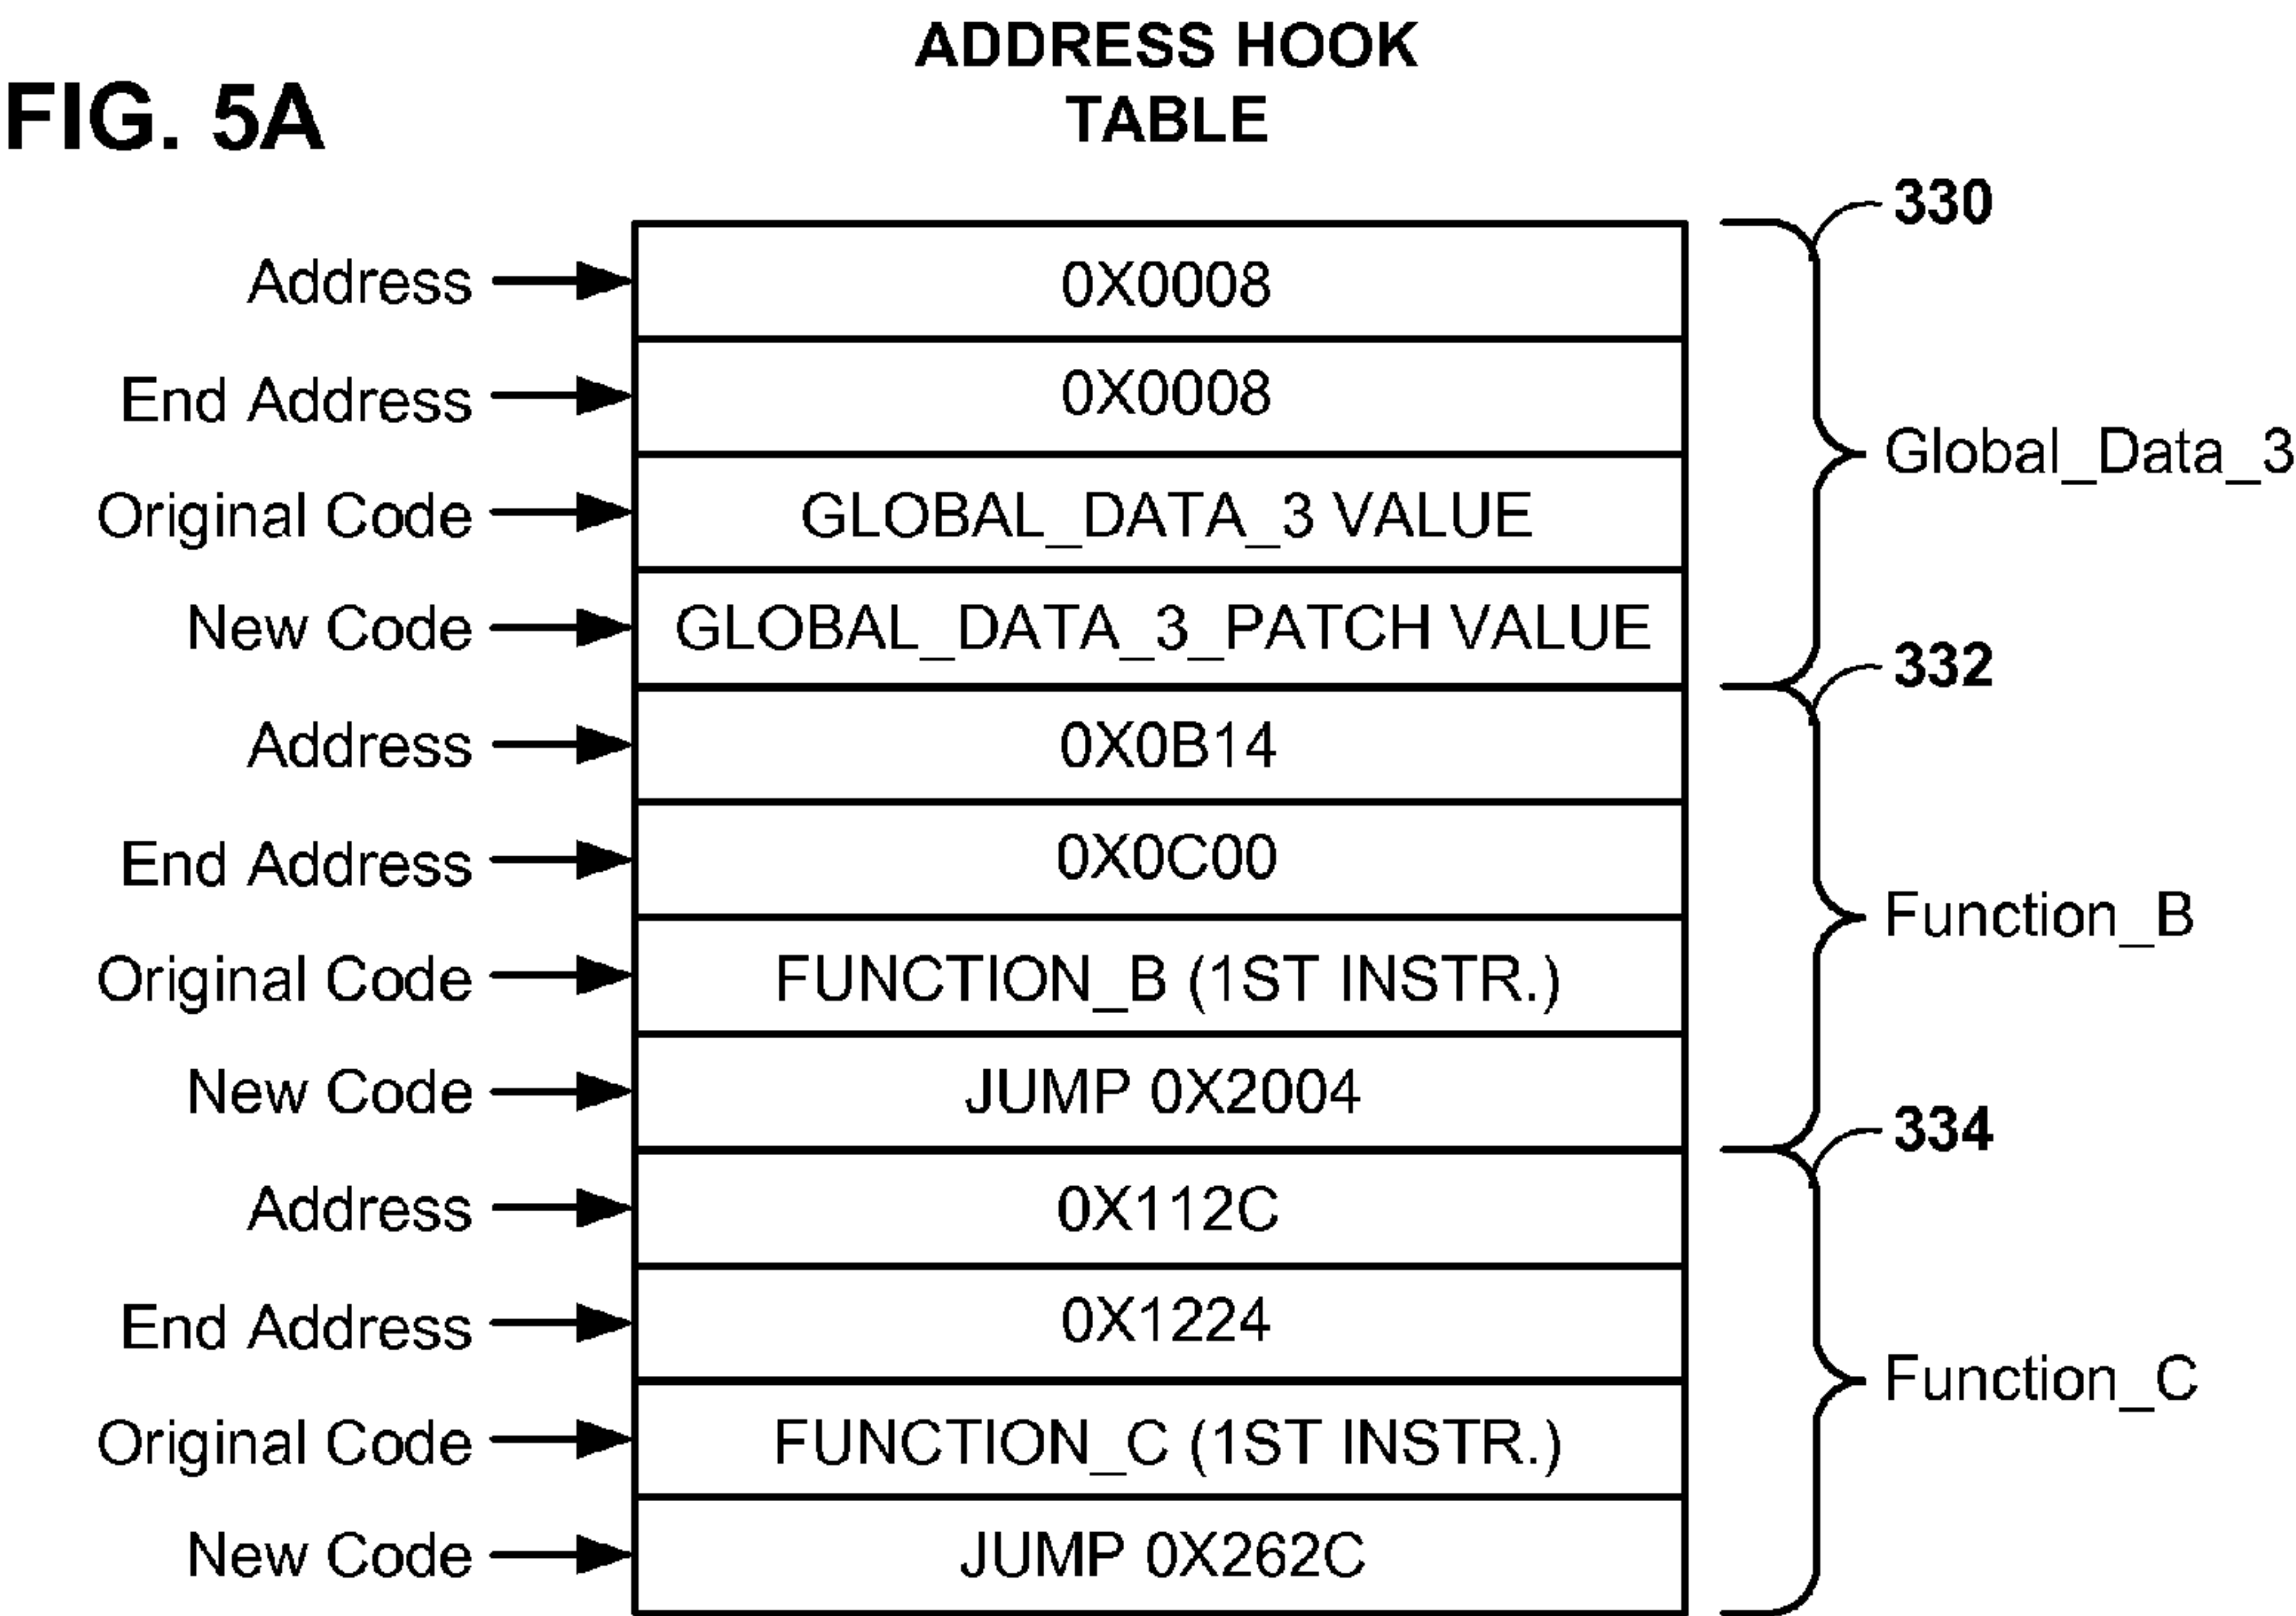 FIG. 5A
ADDRESS HOOK
TABLE
330
Address
0X0008
End Address
0X0008
Global_Data_3
Original Code
GLOBAL_DATA_3 VALUE
New Code
GLOBAL_DATA_3_PATCH VALUE
332
Address
0X0B14
End Address
0X0C00
Function_B
Original Code
FUNCTION_B (1ST INSTR.)
New Code
JUMP 0X2004
334
Address
0X112C
End Address
0X1224
Function_C
Original Code
FUNCTION_C (1ST INSTR.)
New Code
JUMP 0X262C